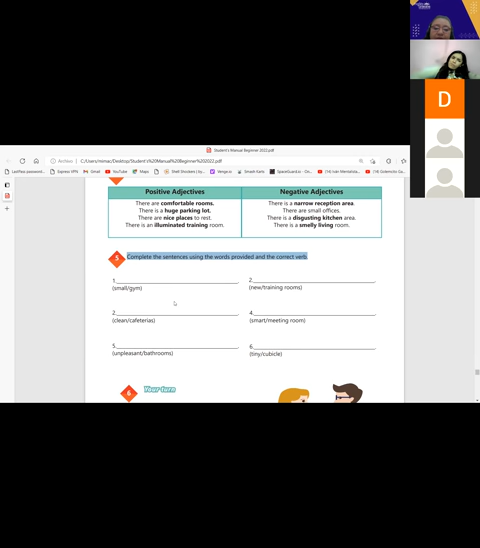 Student's Manual Beginner 2022.pdf
Archivo | C:/Users/mimac/Desktop/Student's%20Manual%20Beginner%202022.pdf
LastPass password... Express VPN Gmail YouTube Maps YouTube
D
Positive Adjectives Negative Adjectives
There are comfortable rooms. There is a narrow reception area.
There is a huge parking lot. There are small offices.
There are nice places to rest. There is a disgusting kitchen area.
There is an illuminated training room. There is a smelly living room.
5 Complete the sentences using the words provided and the correct verb.
1. 2.
(small/gym) (new/training rooms)
2. 4.
(clean/cafeterias) (smart/meeting room)
5. 6.
(unpleasant/bathrooms) (tiny/cubicle)
6 Your turn